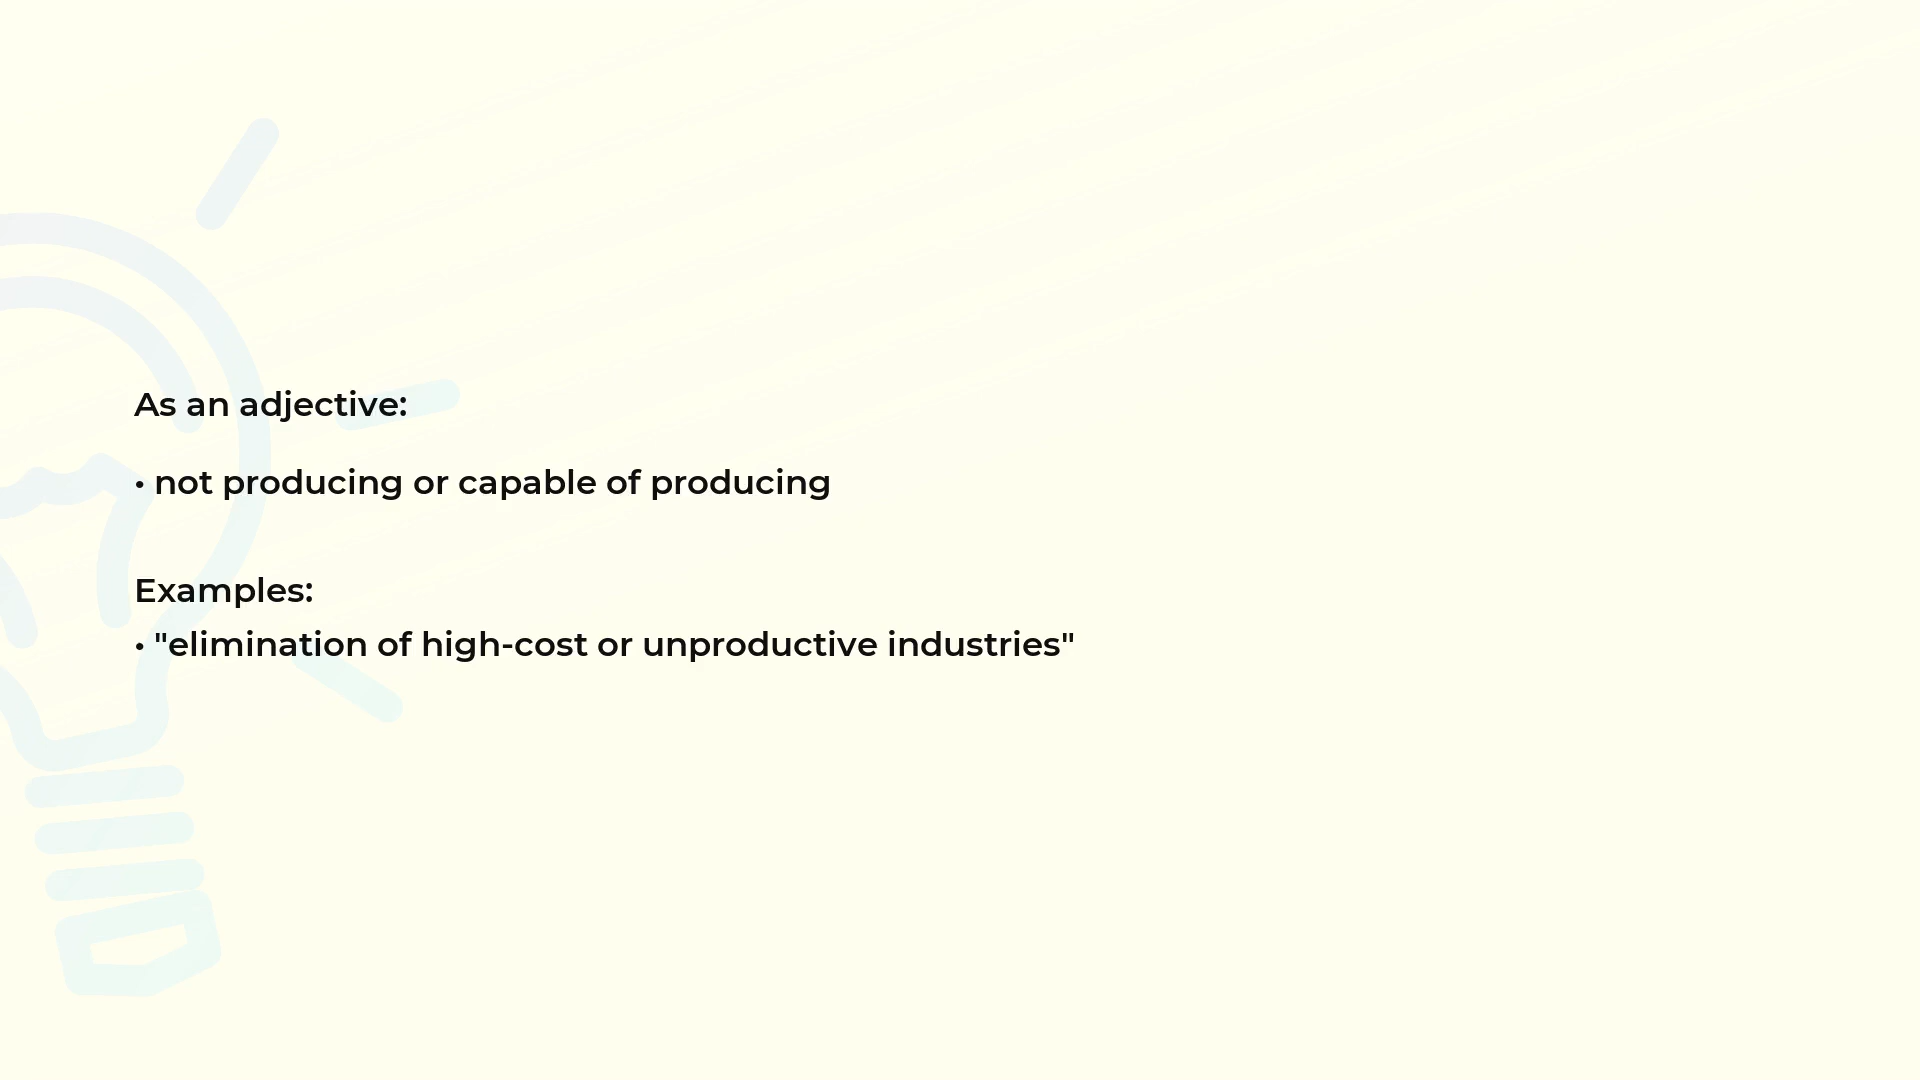 As an adjective:
• not producing or capable of producing
Examples:
• "elimination of high-cost or unproductive industries"